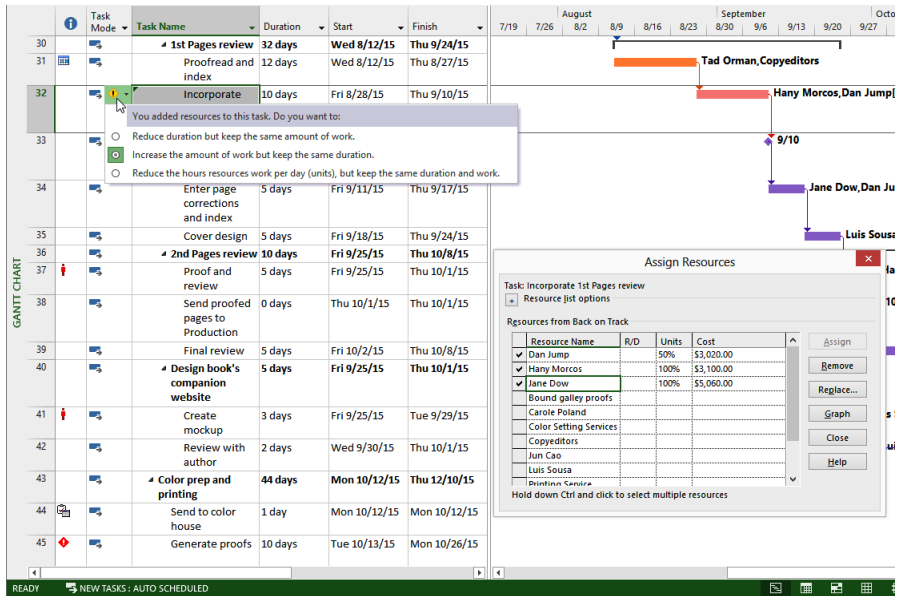 August September Octo
7/19 7/26 8/2 8/9 8/16 8/23 8/30 9/6 9/13 9/20 9/27
Task Mode Task Name Duration Start Finish
30 1st Pages review 32 days Wed 8/12/15 Thu 9/24/15
31 Proofread and index 12 days Wed 8/12/15 Thu 8/27/15
Tad Orman,Copyeditors
32 Incorporate 10 days Fri 8/28/15 Thu 9/10/15
Hany Morcos,Dan Jump[
You added resources to this task. Do you want to:
Reduce duration but keep the same amount of work.
Increase the amount of work but keep the same duration.
Reduce the hours resources work per day (units), but keep the same duration and work.
33
9/10
34 Enter page corrections and index 5 days Fri 9/11/15 Thu 9/17/15
Jane Dow,Dan Ju
35 Cover design 5 days Fri 9/18/15 Thu 9/24/15
Luis Sousa
36 2nd Pages review 10 days Fri 9/25/15 Thu 10/8/15
37 Proof and review 5 days Fri 9/25/15 Thu 10/1/15
38 Send proofed pages to Production 0 days Thu 10/1/15 Thu 10/1/15
39 Final review 5 days Fri 10/2/15 Thu 10/8/15
40 Design book's companion website 5 days Fri 9/25/15 Thu 10/1/15
41 Create mockup 3 days Fri 9/25/15 Tue 9/29/15
42 Review with author 2 days Wed 9/30/15 Thu 10/1/15
43 Color prep and printing 44 days Mon 10/12/15 Thu 12/10/15
44 Send to color house 1 day Mon 10/12/15 Mon 10/12/15
45 Generate proofs 10 days Tue 10/13/15 Mon 10/26/15
GANTT CHART
Assign Resources
Task: Incorporate 1st Pages review
+ Resource list options
Resources from Back on Track
Resource Name R/D Units Cost
Dan Jump 50% $3,020.00
Hany Morcos 100% $3,100.00
Jane Dow 100% $5,060.00
Bound galley proofs
Carole Poland
Color Setting Services
Copyeditors
Jun Cao
Luis Sousa
Printing Service
Assign
Remove
Replace...
Graph
Close
Help
Hold down Ctrl and click to select multiple resources
READY NEW TASKS : AUTO SCHEDULED